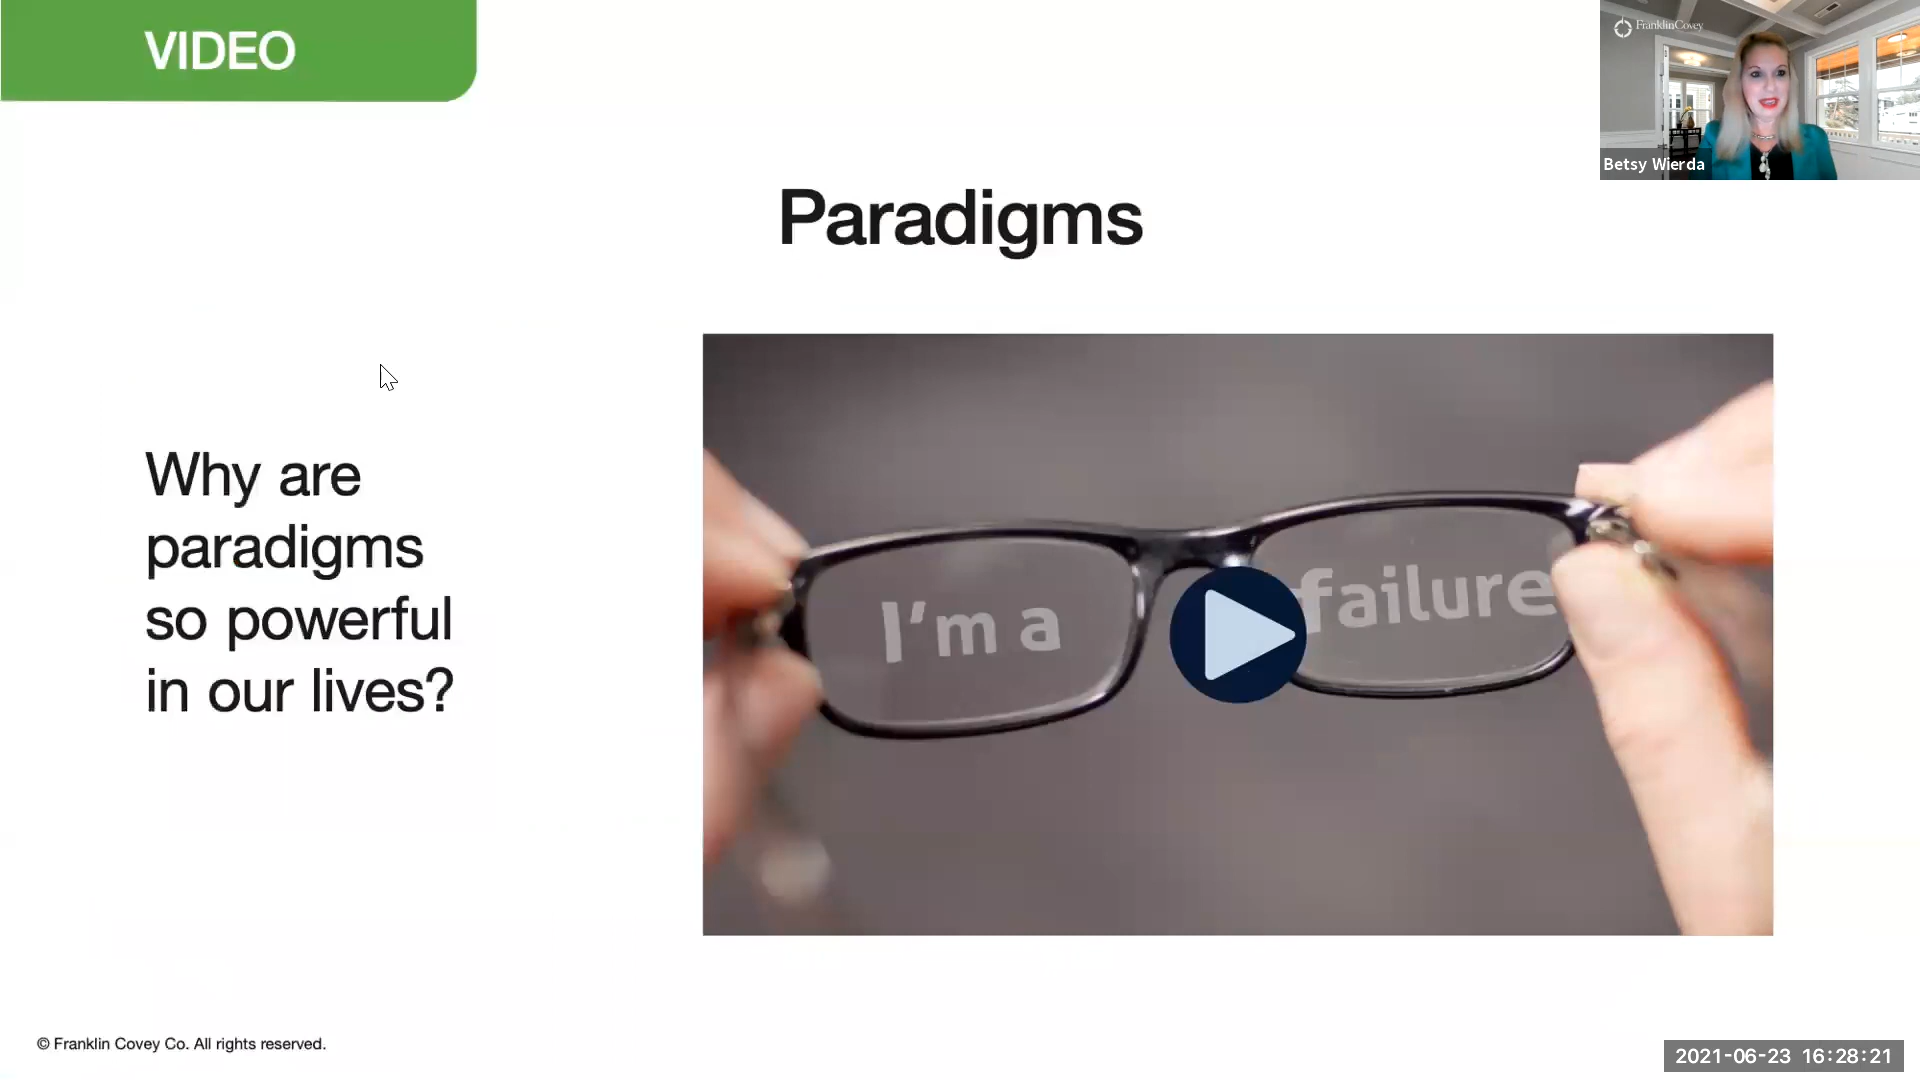 VIDEO
FranklinCovey
Betsy Wierda
Paradigms
Why are
paradigms
so powerful
in our lives?
I'm a failure
© Franklin Covey Co. All rights reserved.
2021-06-23 16:28:21